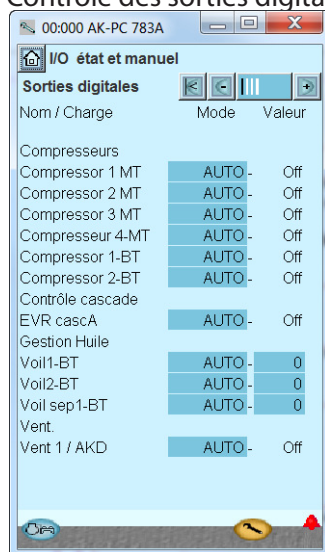 Contrôle des sorties digita
00:000 AK-PC 783A
I/O état et manuel
Sorties digitales
Nom / Charge Mode Valeur
Compresseurs
Compressor 1 MT AUTO - Off
Compressor 2 MT AUTO - Off
Compressor 3 MT AUTO - Off
Compresseur 4-MT AUTO - Off
Compressor 1-BT AUTO - Off
Compressor 2-BT AUTO - Off
Contrôle cascade
EVR cascA AUTO - Off
Gestion Huile
Voil1-BT AUTO - 0
Voil2-BT AUTO - 0
Voil sep1-BT AUTO - 0
Vent.
Vent 1 / AKD AUTO - Off